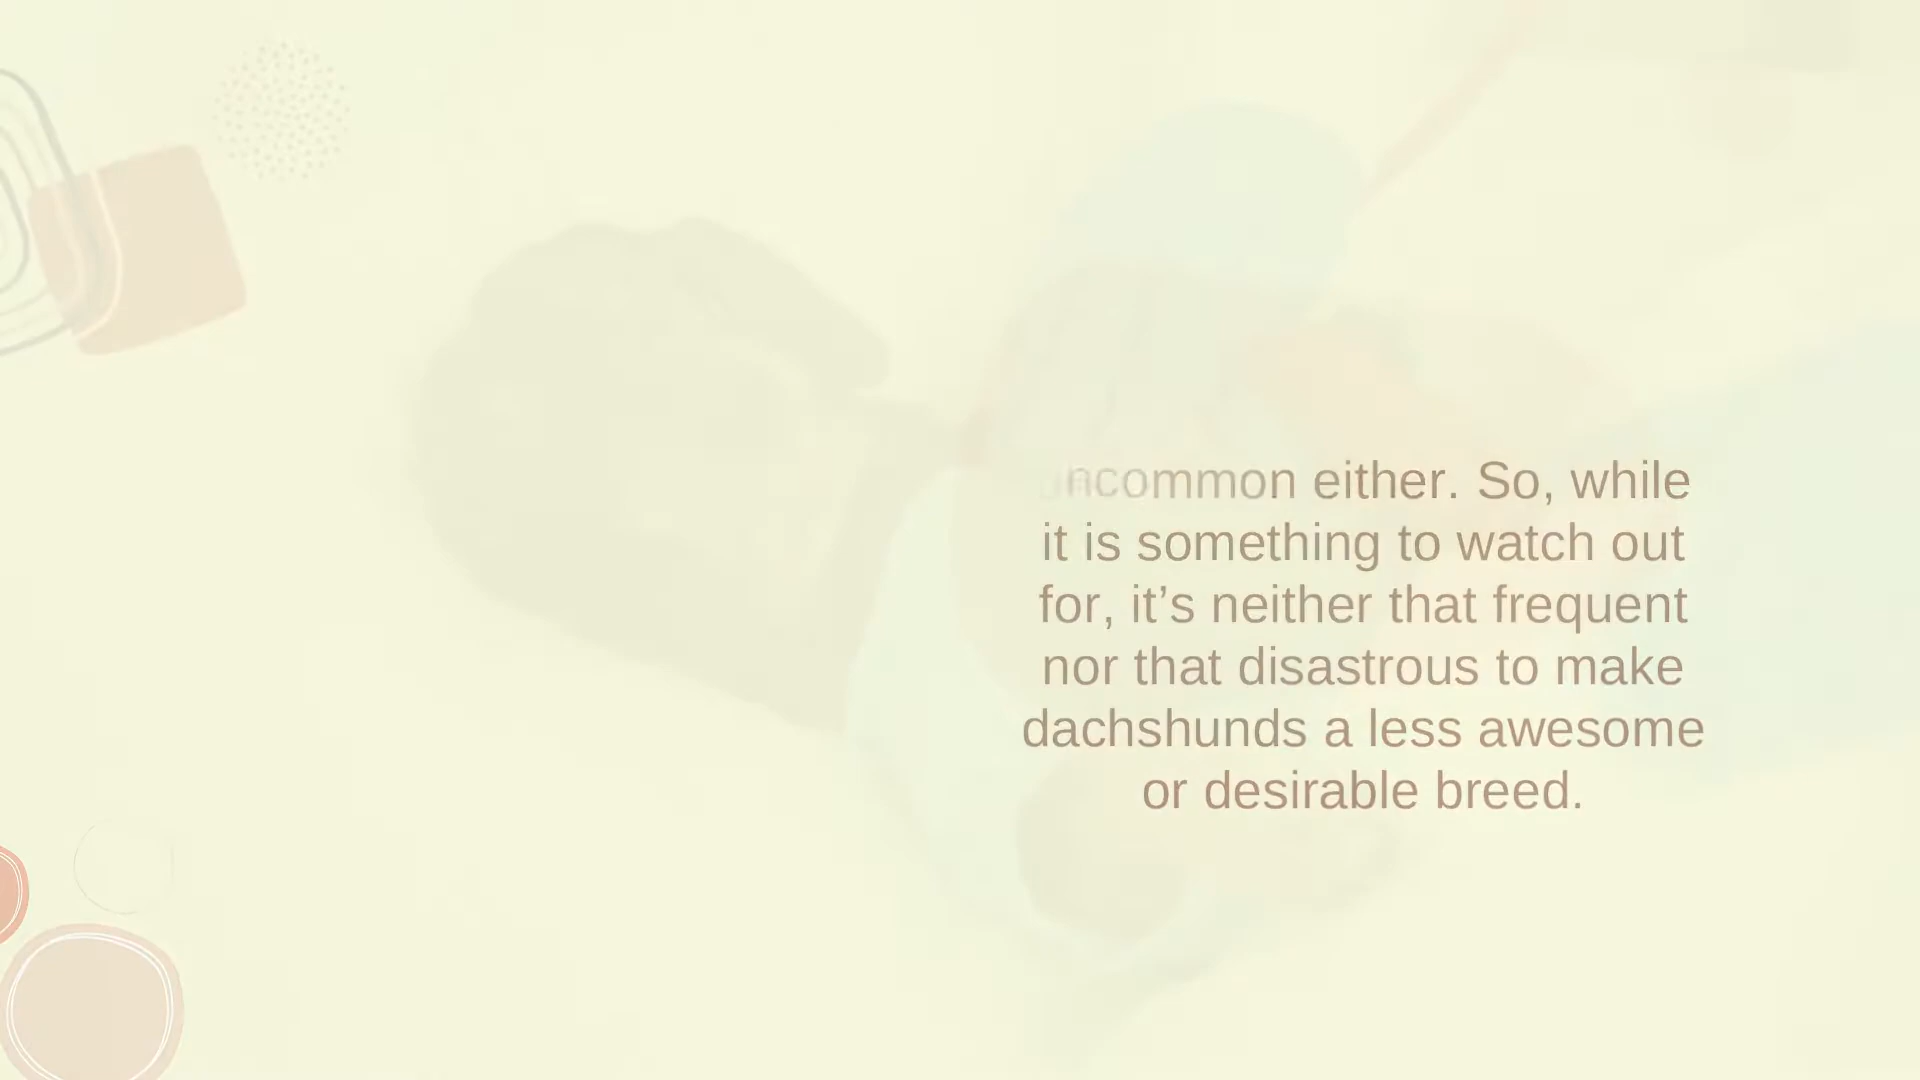 uncommon either. So, while
it is something to watch out
for, it’s neither that frequent
nor that disastrous to make
dachshunds a less awesome
or desirable breed.